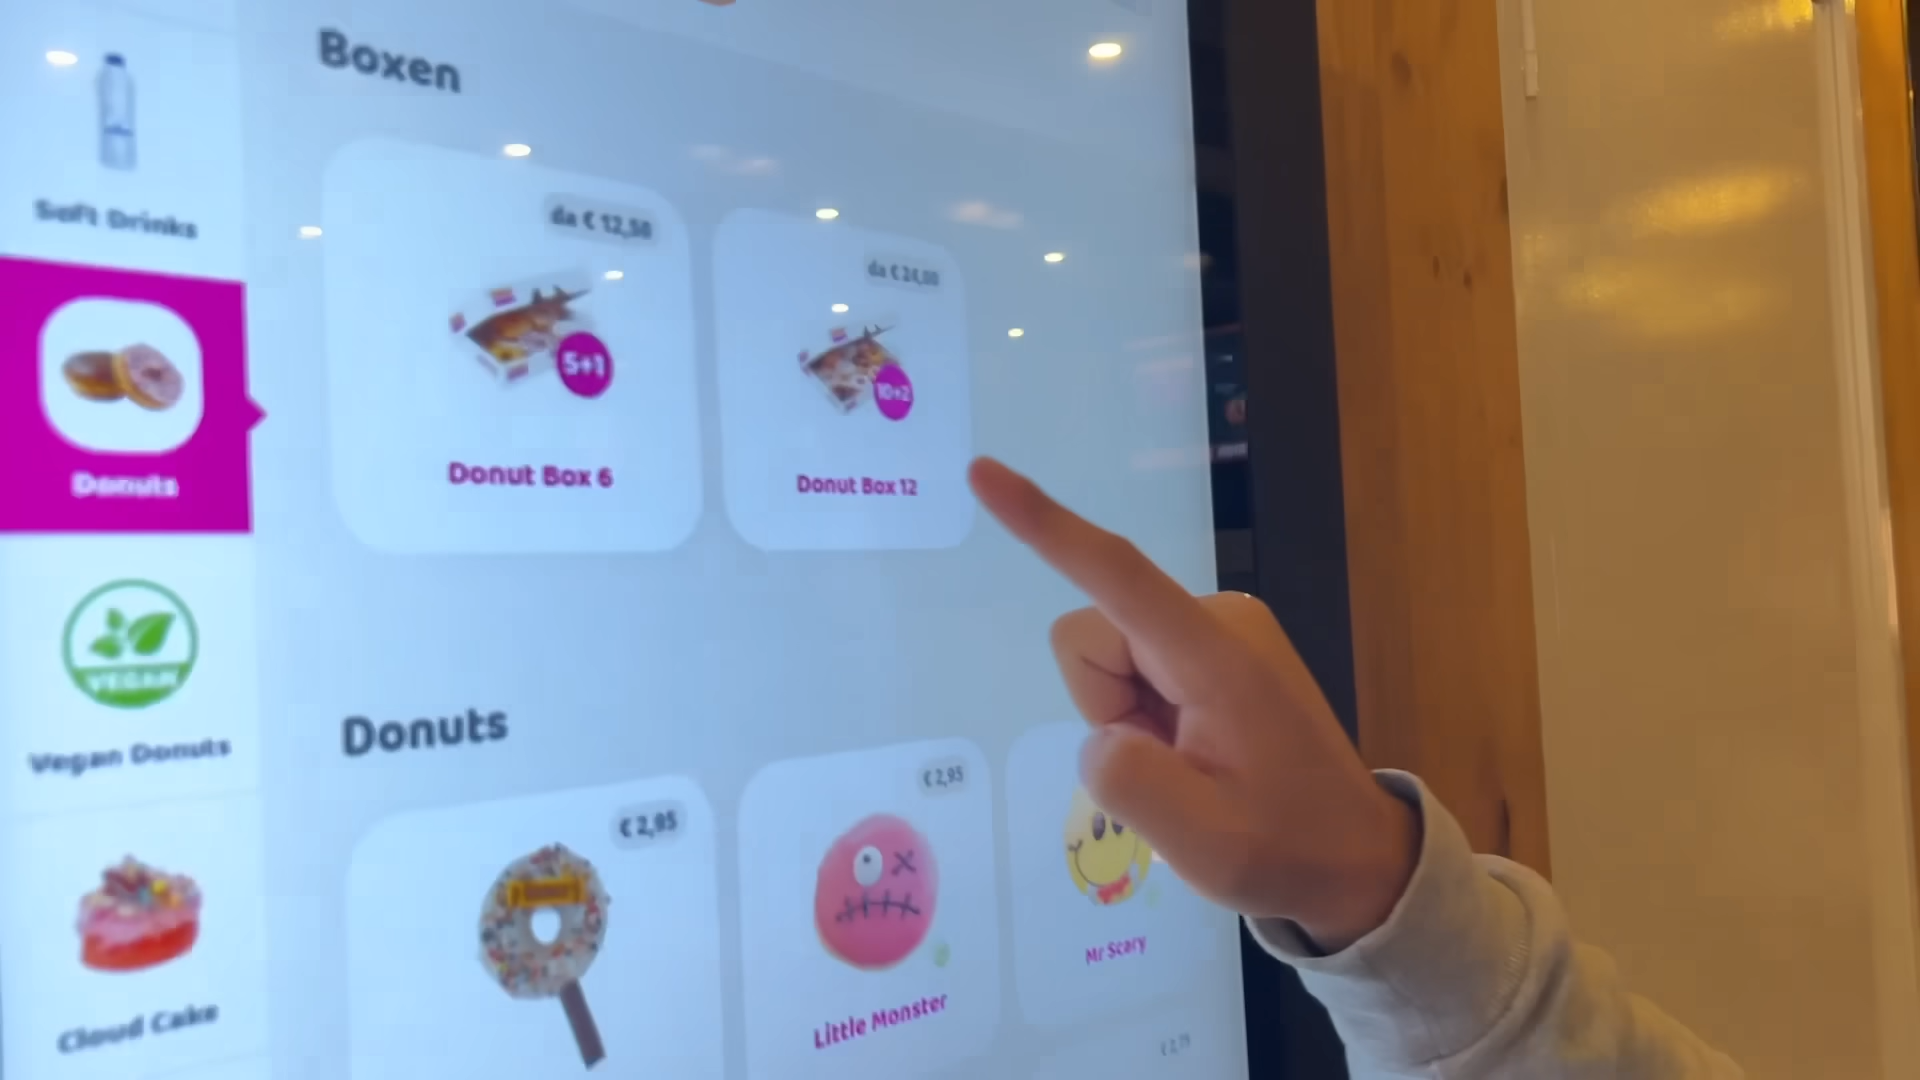 Boxen
Soft Drinks
da € 12,50
da € 24,00
5+1
10+2
Donut Box 6
Donut Box 12
Donuts
VEGAN
Vegan Donuts
Donuts
€ 2,95
€ 2,95
Mr Scary
Little Monster
Cloud Cake